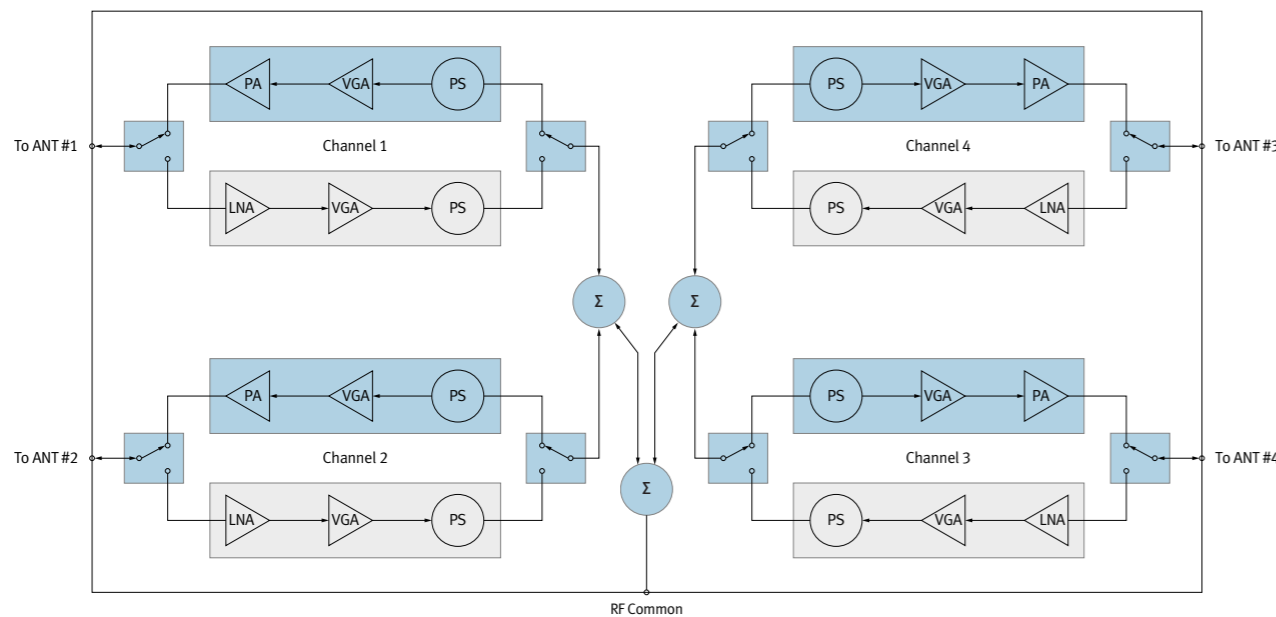 PA VGA PS
PS VGA PA
To ANT #1
Channel 1
Channel 4
To ANT #3
LNA VGA PS
PS VGA LNA
Σ
Σ
PA VGA PS
PS VGA PA
To ANT #2
Channel 2
Channel 3
To ANT #4
Σ
LNA VGA PS
PS VGA LNA
RF Common